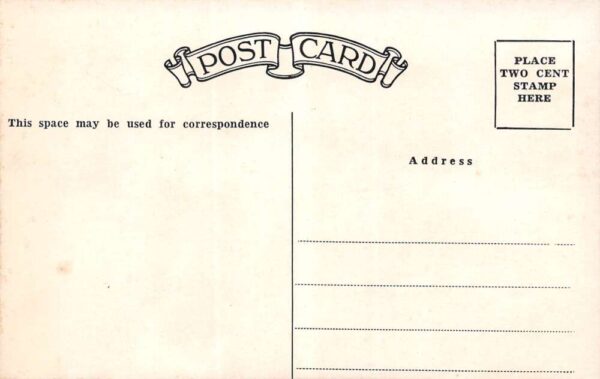 POST CARD
PLACE
TWO CENT
STAMP
HERE
This space may be used for correspondence
Address